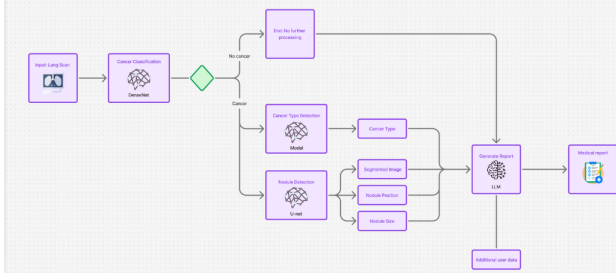 Input: Lang Scan
Cancer Classification
DenseNet
No cancer
Cancer
End: No further
processing
Cancer Type Detection
Model
Cancer Type
Nodule Detection
U-net
Segmented Image
Nodule Position
Nodule Size
Generate Report
LLM
Medical report
Additional user data